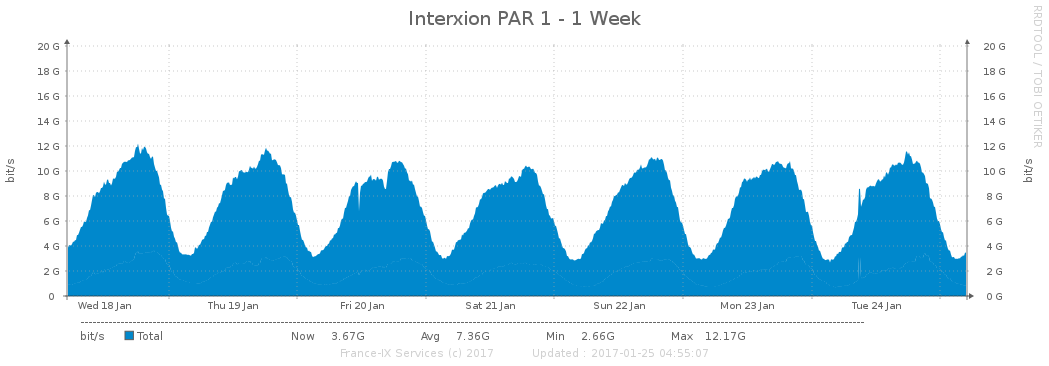 Interxion PAR 1 - 1 Week
RRDTOOL / TOBI OETIKER
20 G 20 G
18 G 18 G
16 G 16 G
14 G 14 G
12 G 12 G
10 G 10 G
8 G 8 G
6 G 6 G
4 G 4 G
2 G 2 G
0 0 G
bit/s bit/s
Wed 18 Jan Thu 19 Jan Fri 20 Jan Sat 21 Jan Sun 22 Jan Mon 23 Jan Tue 24 Jan
bit/s Total Now 3.67G Avg 7.36G Min 2.66G Max 12.17G
France-IX Services (c) 2017 Updated : 2017-01-25 04:55:07